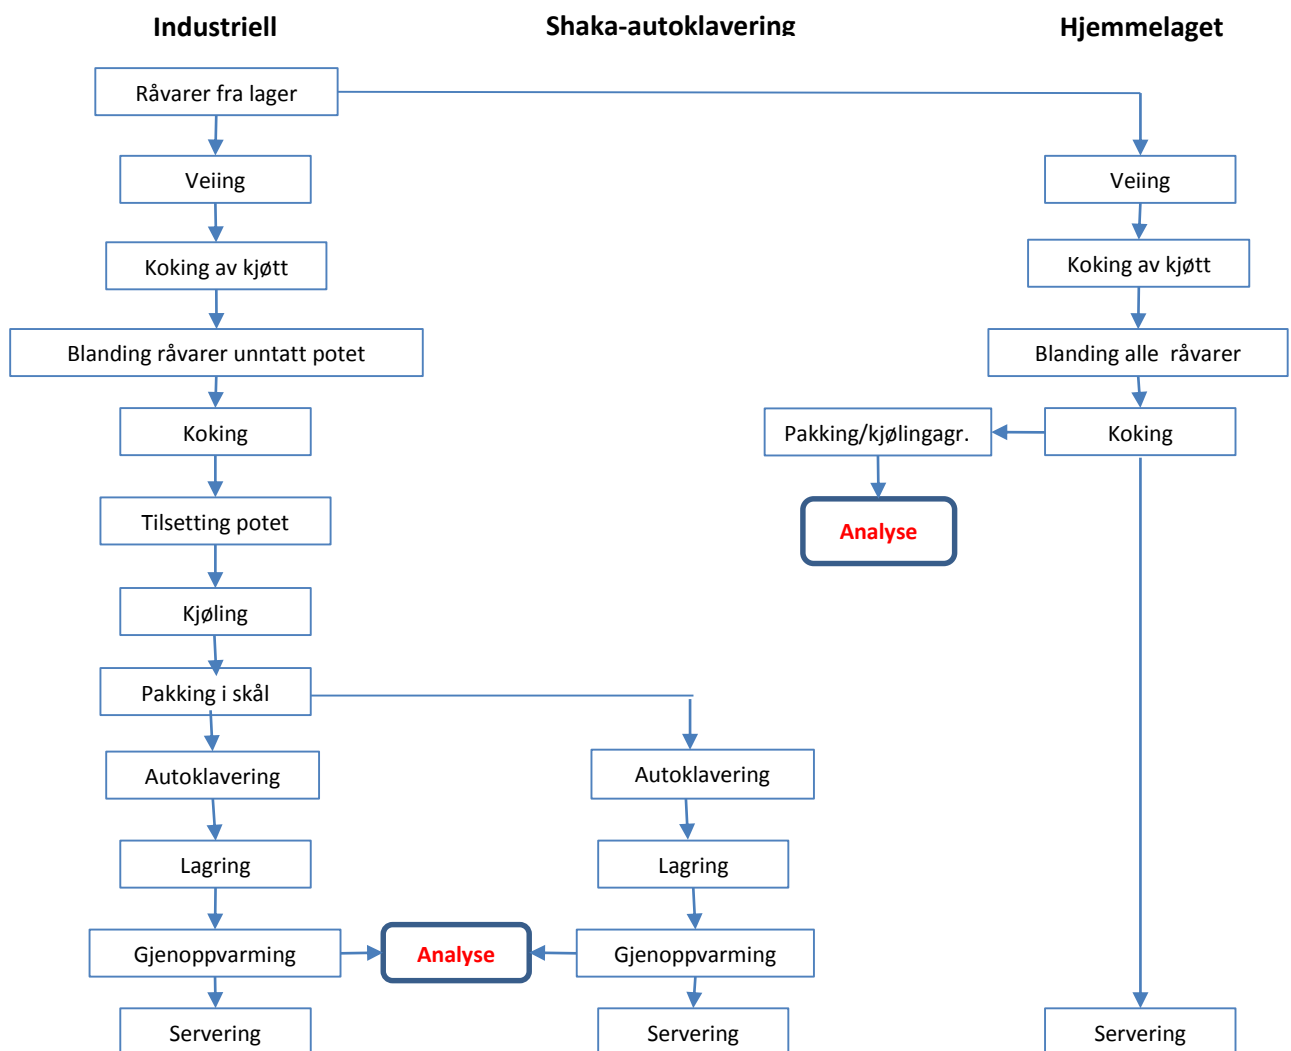 Industriell
Shaka-autoklavering
Hjemmelaget
Råvarer fra lager
Veiing
Veiing
Koking av kjøtt
Koking av kjøtt
Blanding råvarer unntatt potet
Blanding alle råvarer
Koking
Pakking/kjølingagr.
Koking
Tilsetting potet
Analyse
Kjøling
Pakking i skål
Autoklavering
Autoklavering
Lagring
Lagring
Gjenoppvarming
Analyse
Gjenoppvarming
Servering
Servering
Servering